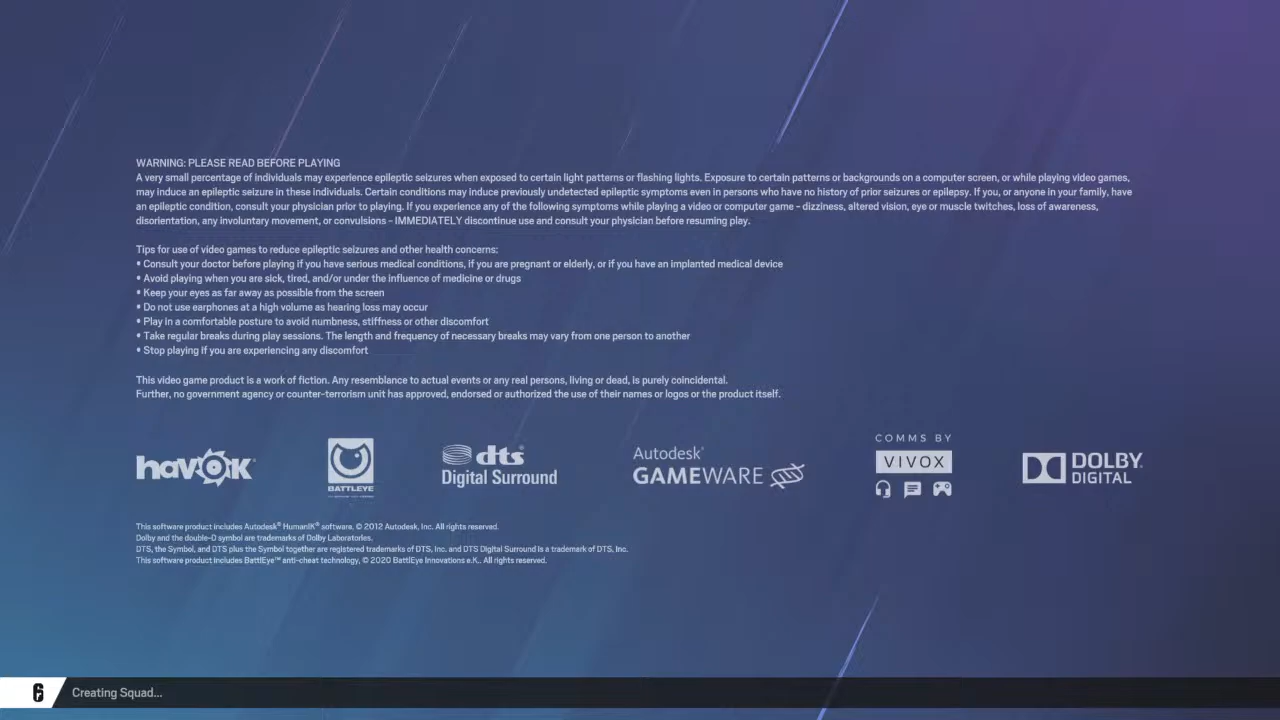 WARNING: PLEASE READ BEFORE PLAYING
A very small percentage of individuals may experience epileptic seizures when exposed to certain light patterns or flashing lights. Exposure to certain patterns or backgrounds on a computer screen, or while playing video games,
may induce an epileptic seizure in these individuals. Certain conditions may induce previously undetected epileptic symptoms even in persons who have no history of prior seizures or epilepsy. If you, or anyone in your family, have
an epileptic condition, consult your physician prior to playing. If you experience any of the following symptoms while playing a video or computer game - dizziness, altered vision, eye or muscle twitches, loss of awareness,
disorientation, any involuntary movement, or convulsions - IMMEDIATELY discontinue use and consult your physician before resuming play.
Tips for use of video games to reduce epileptic seizures and other health concerns:
• Consult your doctor before playing if you have serious medical conditions, if you are pregnant or elderly, or if you have an implanted medical device
• Avoid playing when you are sick, tired, and/or under the influence of medicine or drugs
• Keep your eyes as far away as possible from the screen
• Do not use earphones at a high volume as hearing loss may occur
• Play in a comfortable posture to avoid numbness, stiffness or other discomfort
• Take regular breaks during play sessions. The length and frequency of necessary breaks may vary from one person to another
• Stop playing if you are experiencing any discomfort
This video game product is a work of fiction. Any resemblance to actual events or any real persons, living or dead, is purely coincidental.
Further, no government agency or counter-terrorism unit has approved, endorsed or authorized the use of their names or logos or the product itself.
havok
BATTLEYE
dts
Digital Surround
Autodesk®
GAMEWARE
COMMS BY
VIVOX
DOLBY
DIGITAL
This software product includes Autodesk® HumanIK® software, © 2012 Autodesk, Inc. All rights reserved.
Dolby and the double-D symbol are trademarks of Dolby Laboratories.
DTS, the Symbol, and DTS plus the Symbol together are registered trademarks of DTS, Inc. and DTS Digital Surround is a trademark of DTS, Inc.
This software product includes BattlEye™ anti-cheat technology, © 2020 BattlEye Innovations e.K.. All rights reserved.
6 Creating Squad...